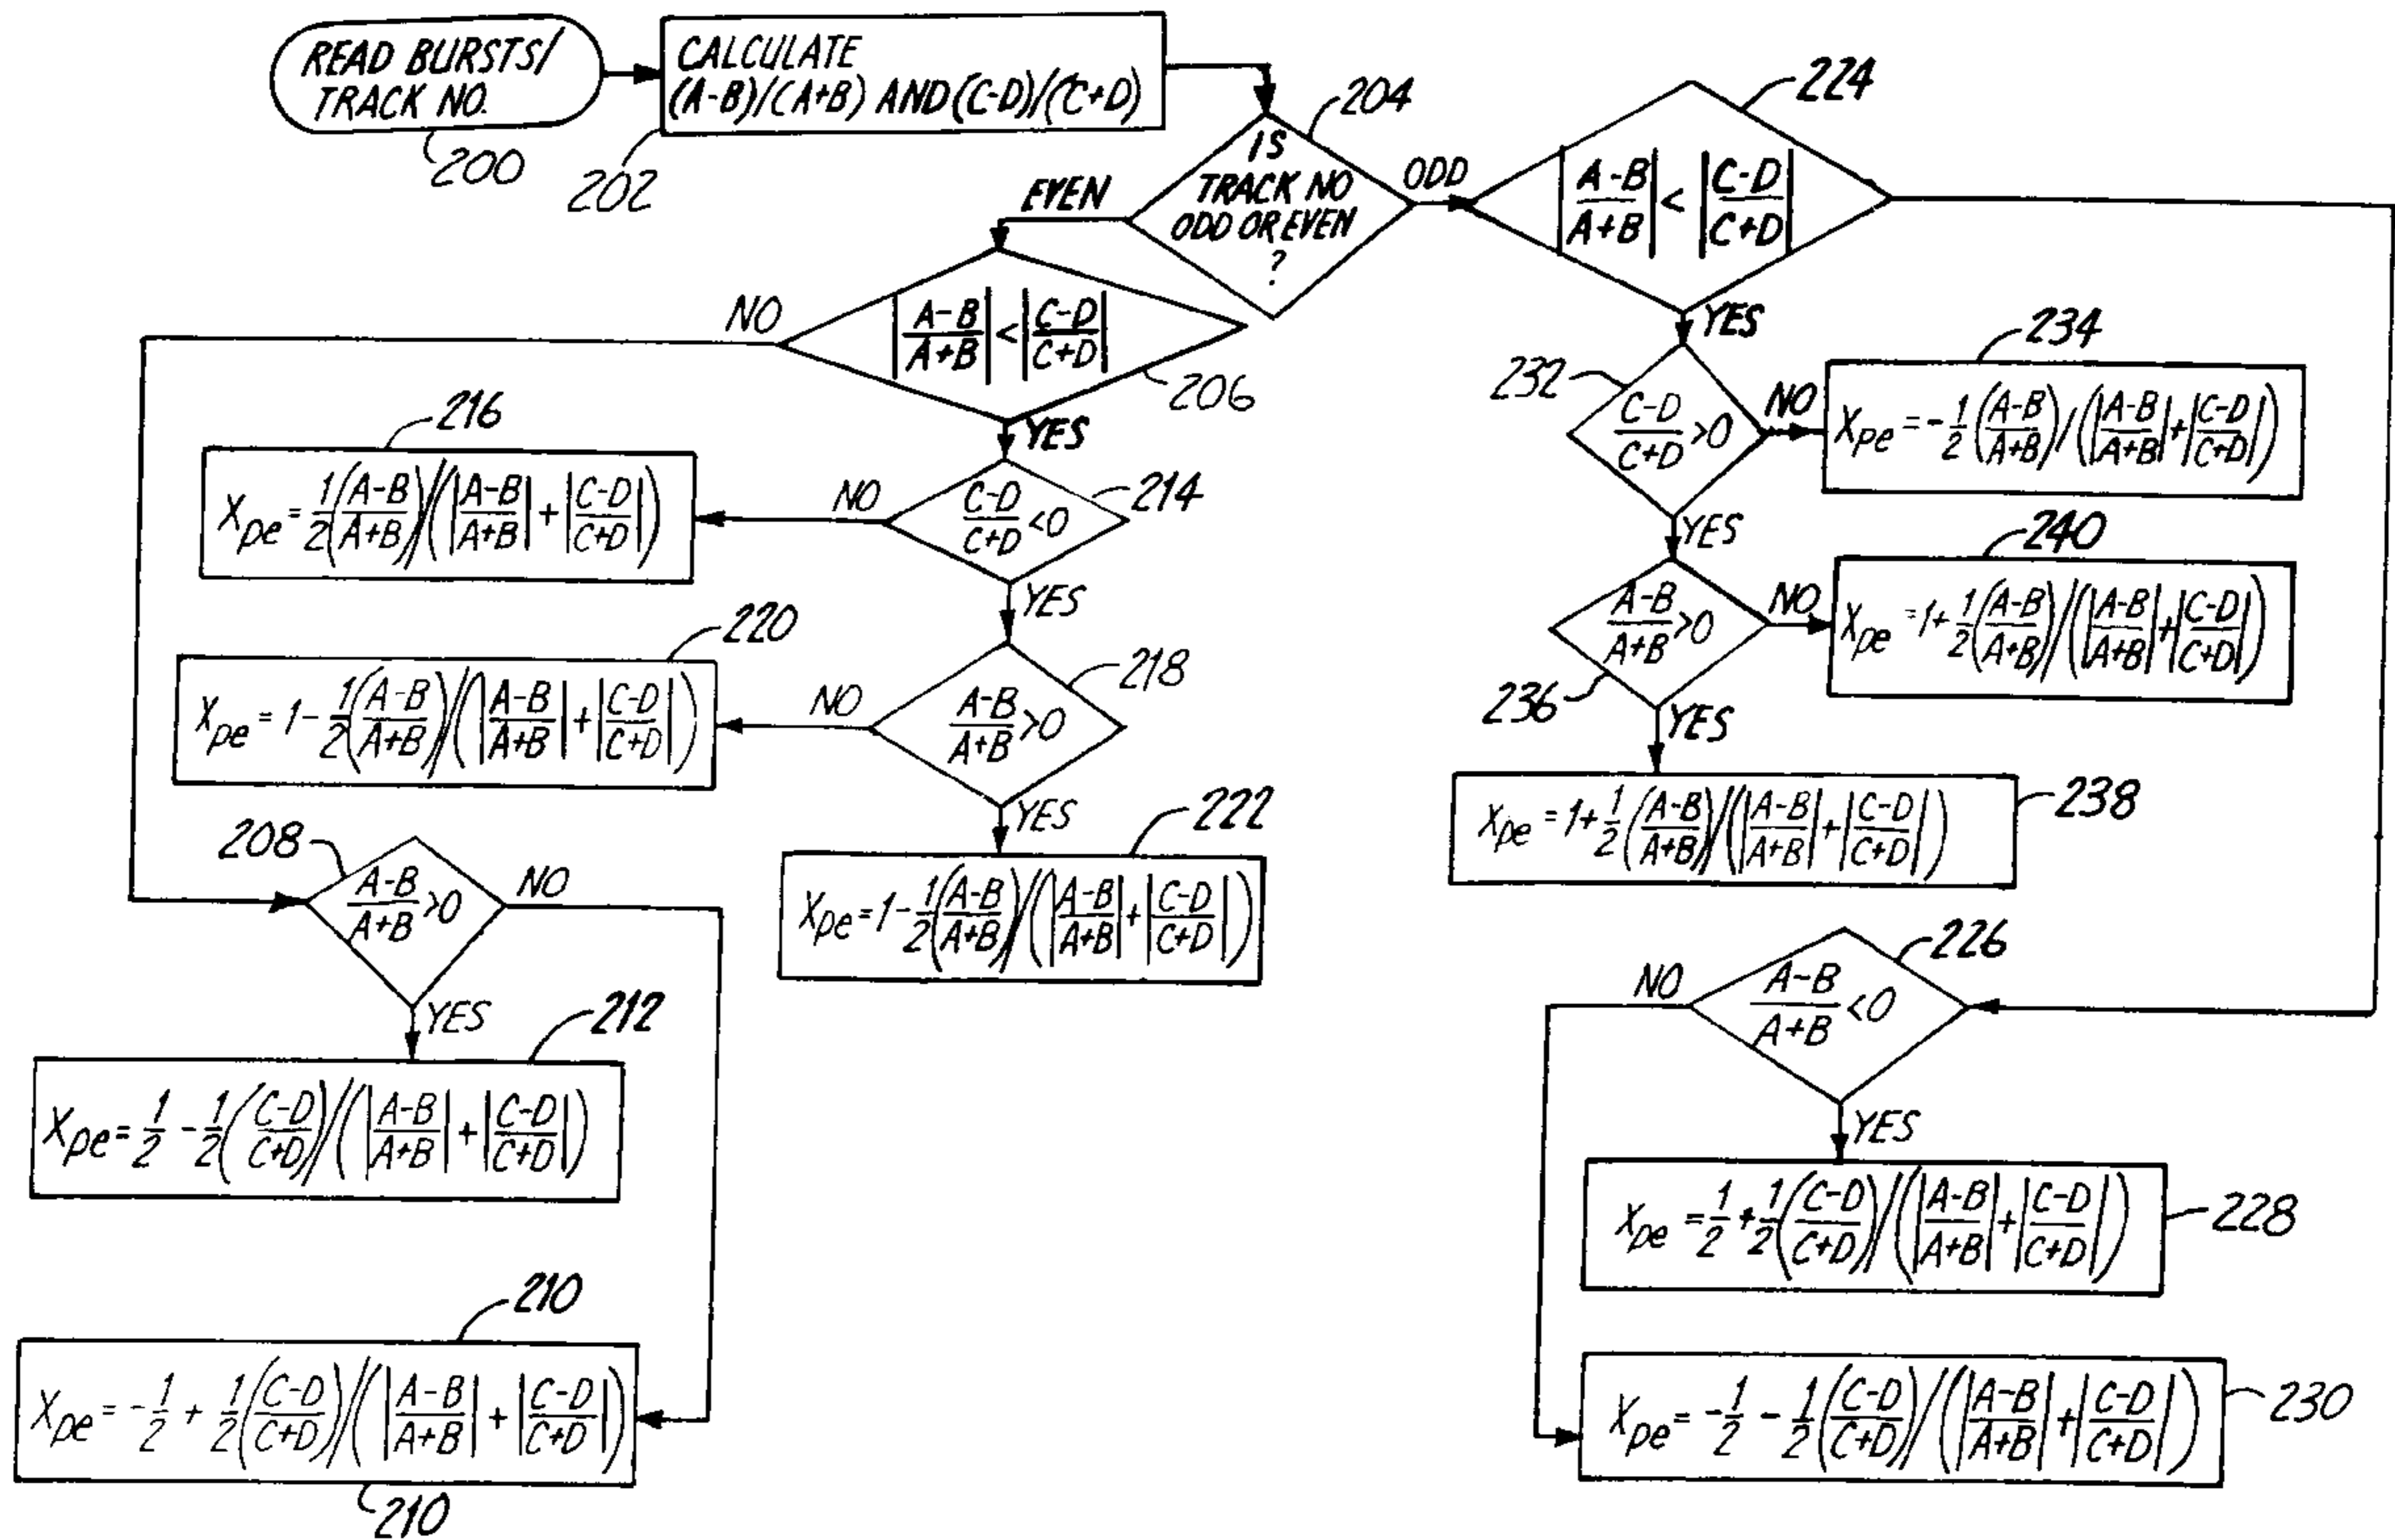 READ BURSTS/
TRACK NO.
200
CALCULATE
(A-B)/(A+B) AND (C-D)/(C+D)
202
IS
TRACK NO
ODD OR EVEN
?
204
EVEN
ODD
|A-B/A+B| < |C-D/C+D|
224
YES
|A-B/A+B| < |C-D/C+D|
206
NO
YES
C-D/C+D >0
232
NO
YES
Xpe = -1/2 (A-B/A+B)/(|A-B/A+B| + |C-D/C+D|)
234
C-D/C+D <0
214
NO
YES
Xpe = 1/2 (A-B/A+B)/(|A-B/A+B| + |C-D/C+D|)
216
A-B/A+B >0
236
NO
YES
Xpe = 1+ 1/2 (A-B/A+B)/(|A-B/A+B| + |C-D/C+D|)
240
A-B/A+B >0
218
NO
YES
Xpe = 1 - 1/2 (A-B/A+B)/(|A-B/A+B| + |C-D/C+D|)
220
Xpe = 1 - 1/2 (A-B/A+B)/(|A-B/A+B| + |C-D/C+D|)
222
Xpe = 1+ 1/2 (A-B/A+B)/(|A-B/A+B| + |C-D/C+D|)
238
A-B/A+B >0
208
NO
YES
A-B/A+B <0
226
NO
YES
Xpe = 1/2 - 1/2 (C-D/C+D)/(|A-B/A+B| + |C-D/C+D|)
212
Xpe = 1/2 + 1/2 (C-D/C+D)/(|A-B/A+B| + |C-D/C+D|)
228
Xpe = -1/2 + 1/2 (C-D/C+D)/(|A-B/A+B| + |C-D/C+D|)
210
210
Xpe = -1/2 - 1/2 (C-D/C+D)/(|A-B/A+B| + |C-D/C+D|)
230